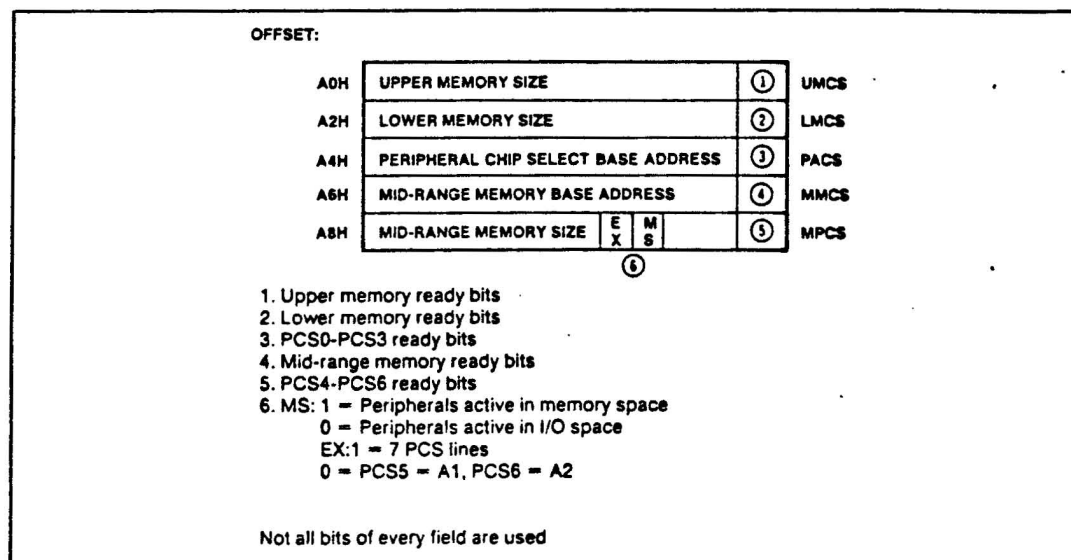 OFFSET:
A0H UPPER MEMORY SIZE 1 UMCS
A2H LOWER MEMORY SIZE 2 LMCS
A4H PERIPHERAL CHIP SELECT BASE ADDRESS 3 PACS
A6H MID-RANGE MEMORY BASE ADDRESS 4 MMCS
A8H MID-RANGE MEMORY SIZE EX MS 5 MPCS
6
1. Upper memory ready bits
2. Lower memory ready bits
3. PCS0-PCS3 ready bits
4. Mid-range memory ready bits
5. PCS4-PCS6 ready bits
6. MS: 1 = Peripherals active in memory space
0 = Peripherals active in I/O space
EX:1 = 7 PCS lines
0 = PCS5 = A1, PCS6 = A2
Not all bits of every field are used